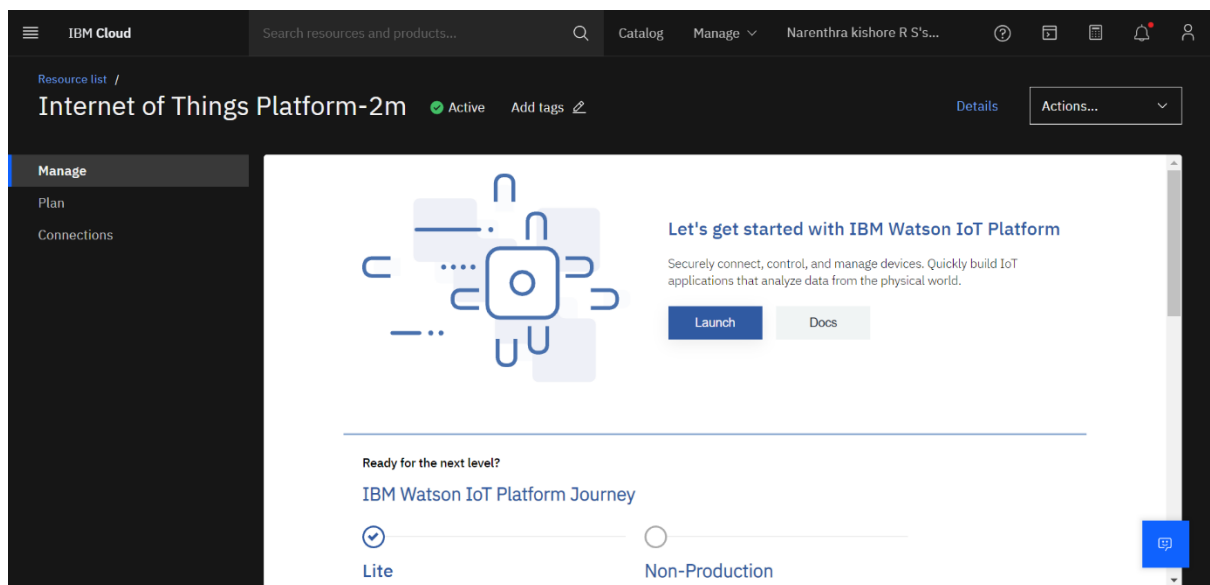 IBM Cloud
Search resources and products...
Catalog
Manage
Narenthra kishore R S's...
Resource list /
Internet of Things Platform-2m
Active
Add tags
Details
Actions...
Manage
Plan
Connections
Let's get started with IBM Watson IoT Platform
Securely connect, control, and manage devices. Quickly build IoT
applications that analyze data from the physical world.
Launch
Docs
Ready for the next level?
IBM Watson IoT Platform Journey
Lite
Non-Production